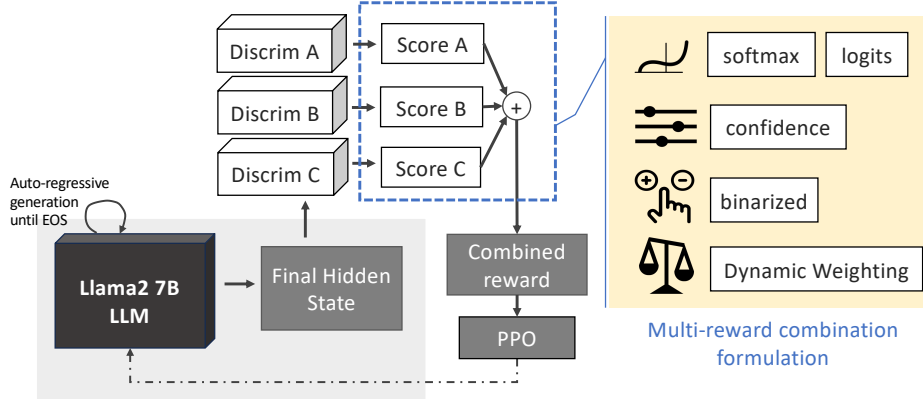 Discrim A
Score A
Discrim B
Score B
Discrim C
Score C
+
Auto-regressive
generation
until EOS
Llama2 7B
LLM
Final Hidden
State
Combined
reward
PPO
softmax
logits
confidence
binarized
Dynamic Weighting
Multi-reward combination
formulation